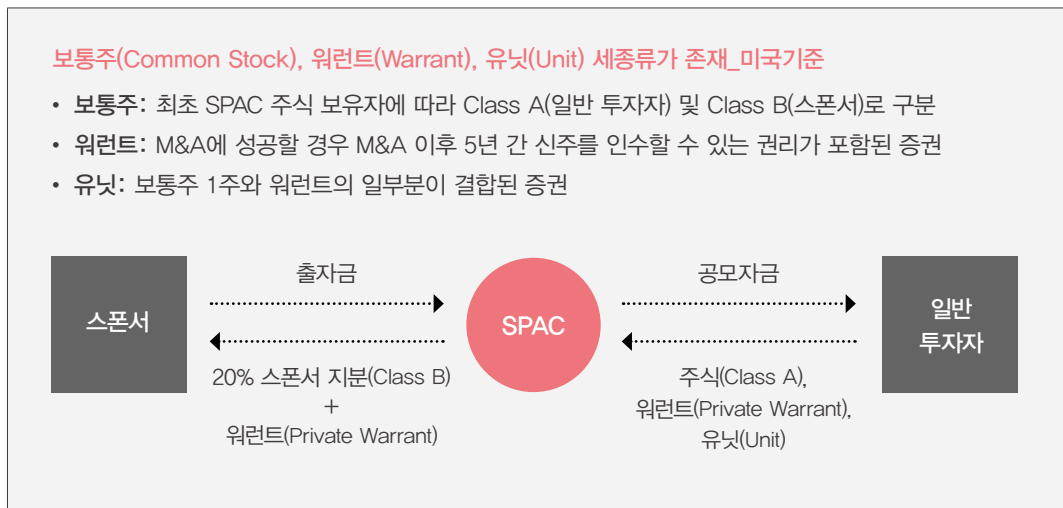 보통주(Common Stock), 워런트(Warrant), 유닛(Unit) 세종류가 존재_미국기준
• 보통주: 최초 SPAC 주식 보유자에 따라 Class A(일반 투자자) 및 Class B(스폰서)로 구분
• 워런트: M&A에 성공할 경우 M&A 이후 5년 간 신주를 인수할 수 있는 권리가 포함된 증권
• 유닛: 보통주 1주와 워런트의 일부분이 결합된 증권
스폰서
출자금
20% 스폰서 지분(Class B)
+
워런트(Private Warrant)
SPAC
공모자금
주식(Class A),
워런트(Private Warrant),
유닛(Unit)
일반
투자자